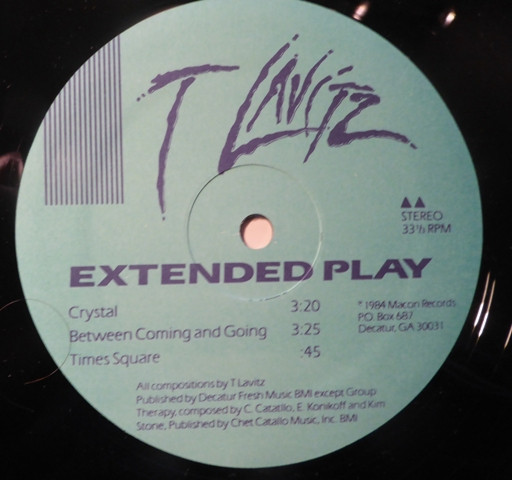 T LAVITZ
▲▲
STEREO
33⅓ RPM
EXTENDED PLAY
Crystal 3:20
Between Coming and Going 3:25
Times Square :45
℗ 1984 Macon Records
P.O. Box 687
Decatur, GA 30031
All compositions by T Lavitz
Published by Decatur Fresh Music BMI except Group
Therapy, composed by C. Catallo, E. Konikoff and Kim
Stone, Published by Chet Catallo Music, Inc. BMI